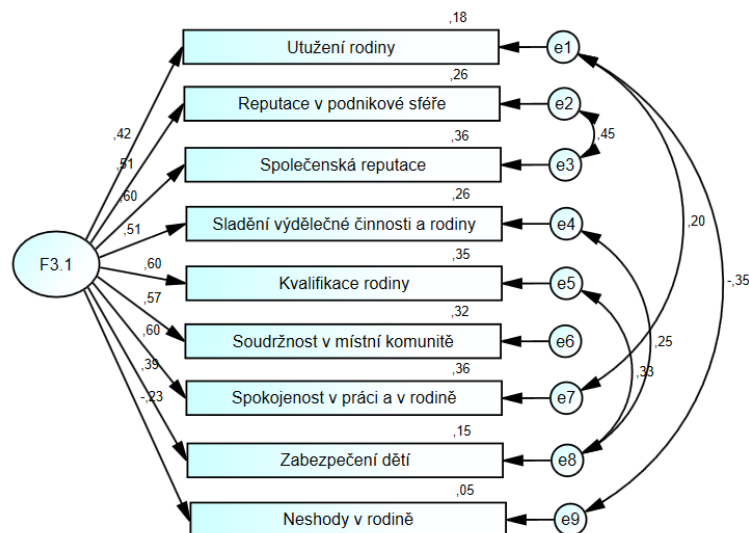 ,18
Utužení rodiny
e1
,42
,26
Reputace v podnikové sféře
e2
,51
,45
,36
Společenská reputace
e3
,60
,26
Sladění výdělečné činnosti a rodiny
e4
,51
,20
F3.1
,35
Kvalifikace rodiny
e5
,60
-,35
,32
Soudržnost v místní komunitě
e6
,57
,25
,36
Spokojenost v práci a v rodině
e7
,60
,33
,15
Zabezpečení dětí
e8
,39
,05
Neshody v rodině
e9
-,23